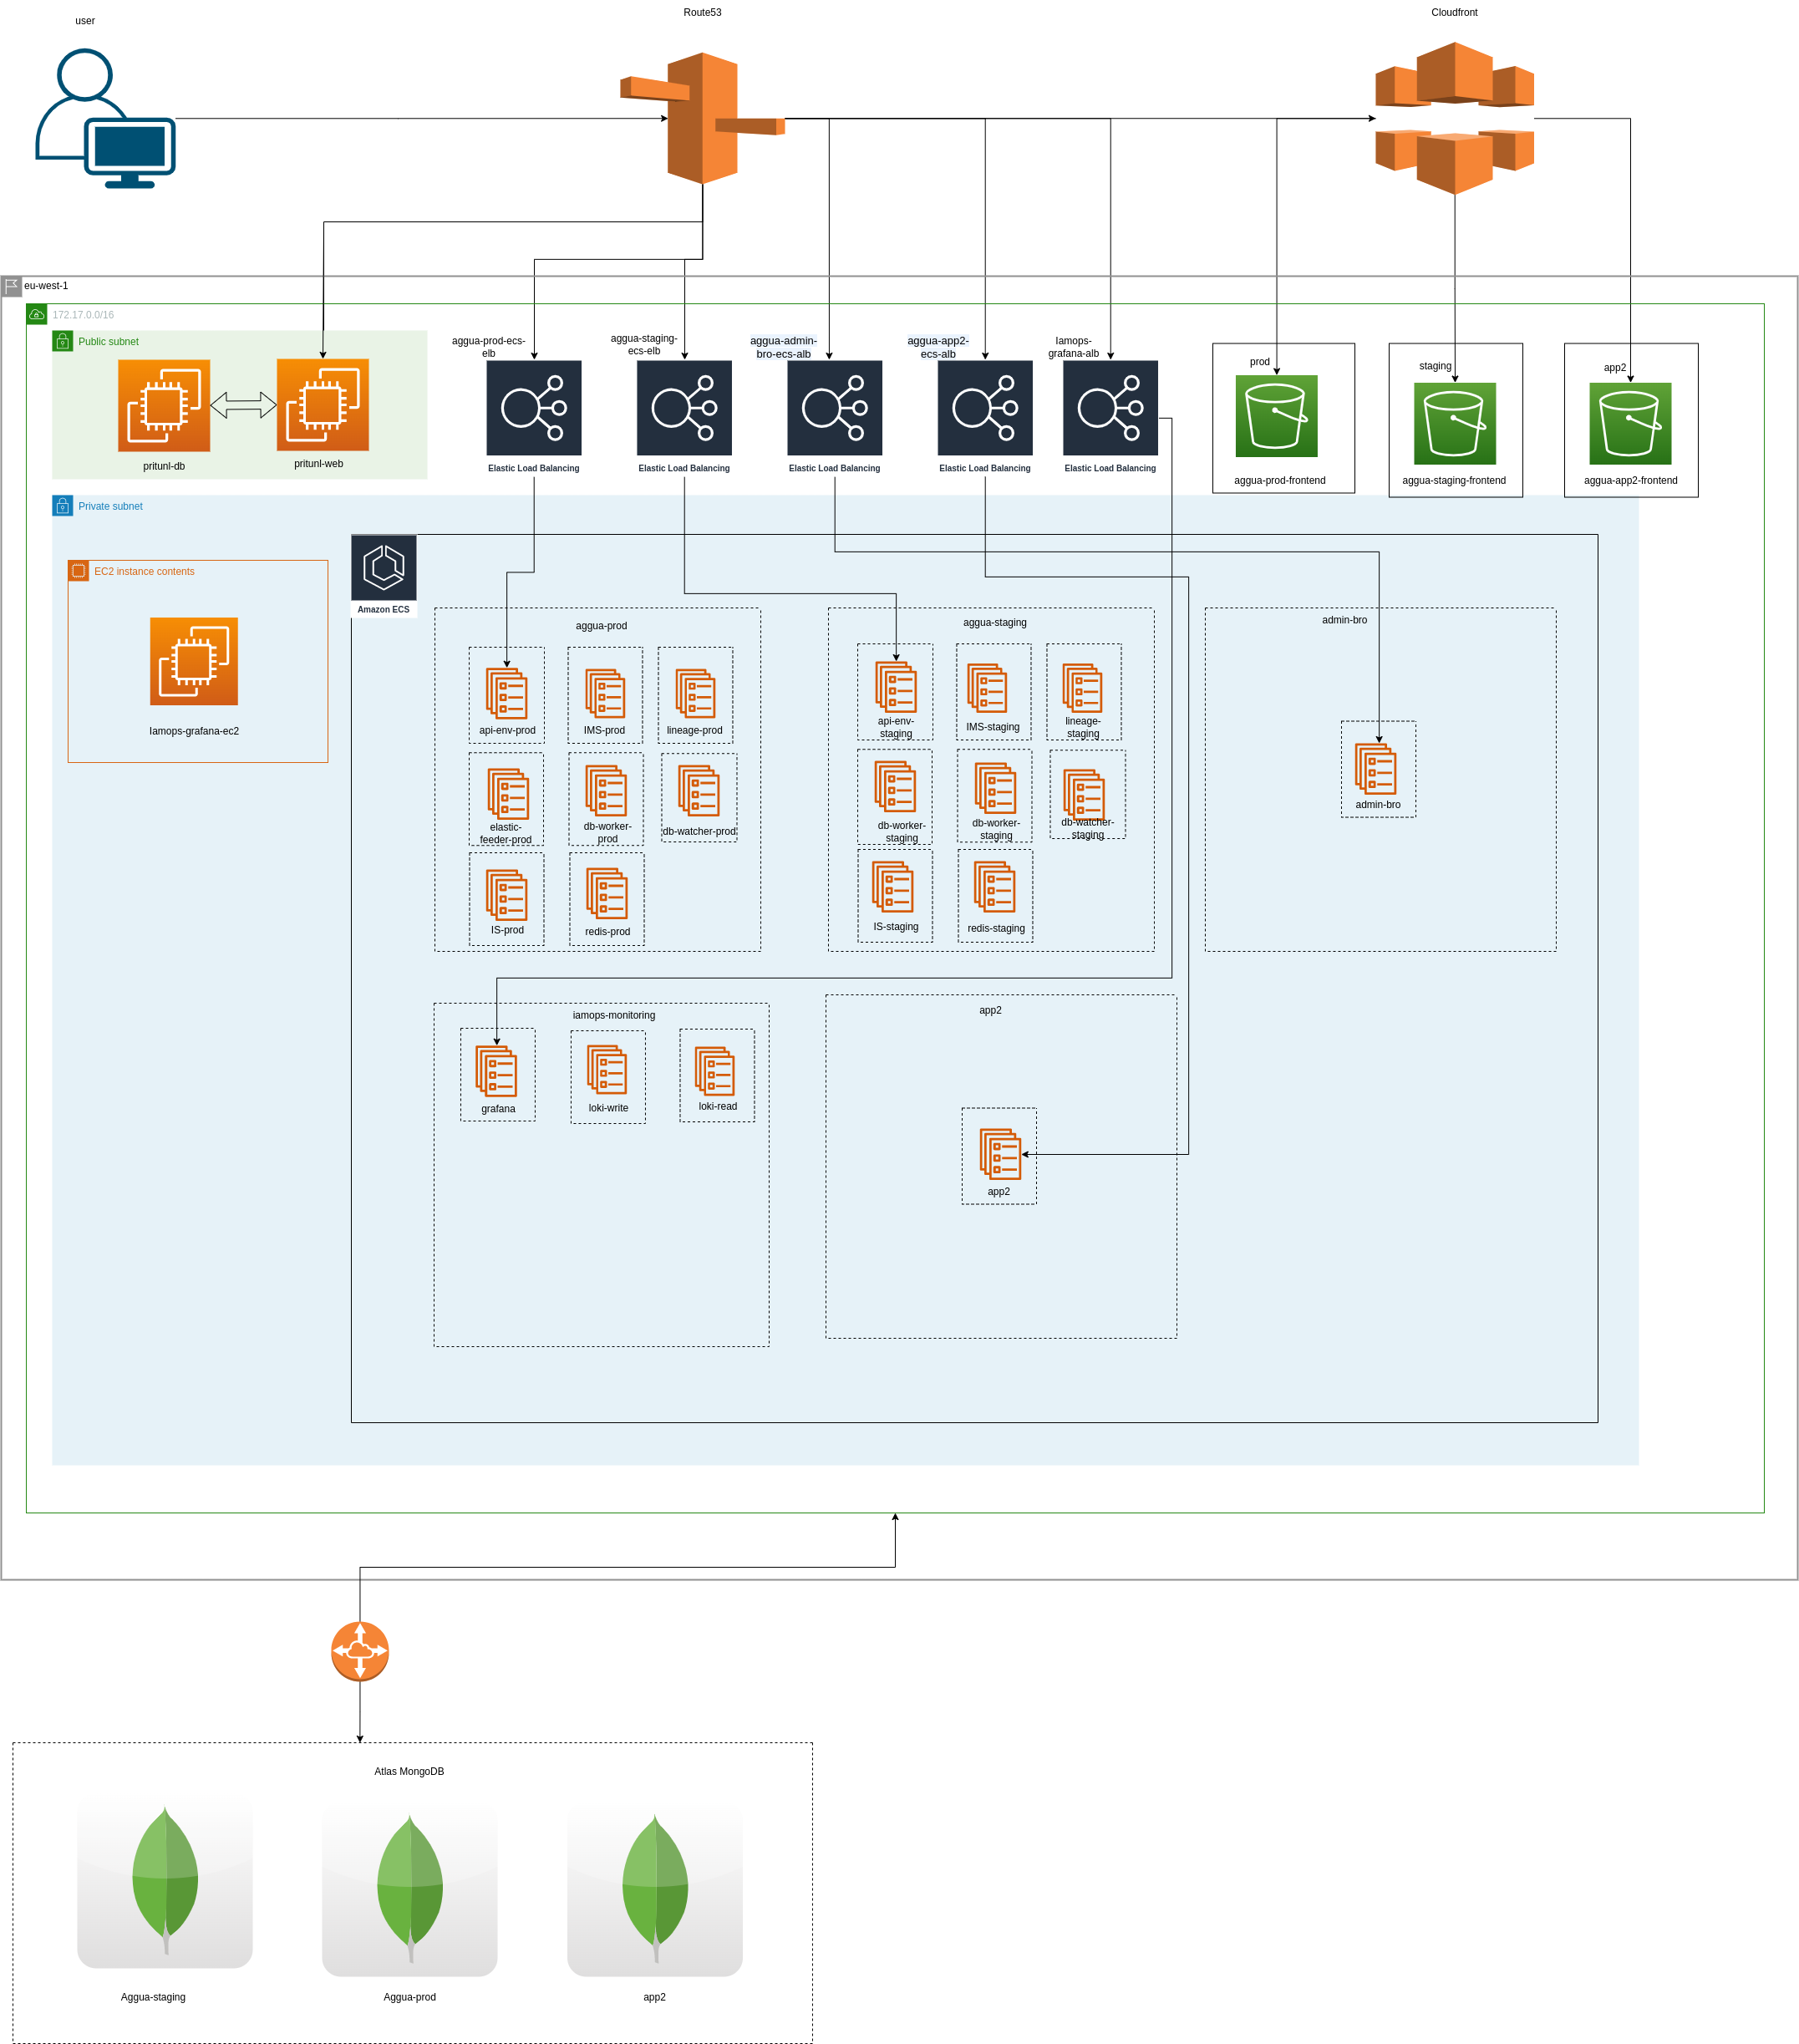 user
Route53
Cloudfront
eu-west-1
172.17.0.0/16
Public subnet
pritunl-db
pritunl-web
aggua-prod-ecs-
elb
Elastic Load Balancing
aggua-staging-
ecs-elb
Elastic Load Balancing
aggua-admin-
bro-ecs-alb
Elastic Load Balancing
aggua-app2-
ecs-alb
Elastic Load Balancing
Iamops-
grafana-alb
Elastic Load Balancing
prod
aggua-prod-frontend
staging
aggua-staging-frontend
app2
aggua-app2-frontend
Private subnet
EC2 instance contents
Iamops-grafana-ec2
Amazon ECS
aggua-prod
api-env-prod
IMS-prod
lineage-prod
elastic-
feeder-prod
db-worker-
prod
db-watcher-prod
IS-prod
redis-prod
aggua-staging
api-env-
staging
IMS-staging
lineage-
staging
db-worker-
staging
db-worker-
staging
db-watcher-
staging
IS-staging
redis-staging
admin-bro
admin-bro
iamops-monitoring
grafana
loki-write
loki-read
app2
app2
Atlas MongoDB
Aggua-staging
Aggua-prod
app2